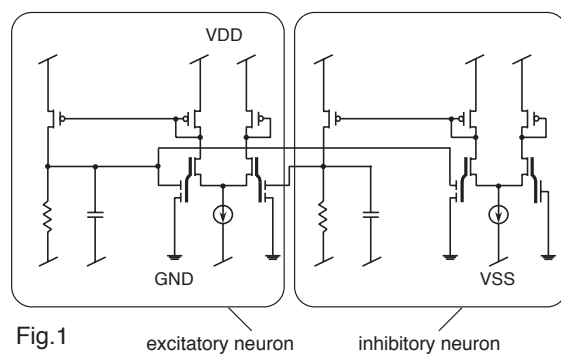 VDD
GND
VSS
Fig.1
excitatory neuron
inhibitory neuron